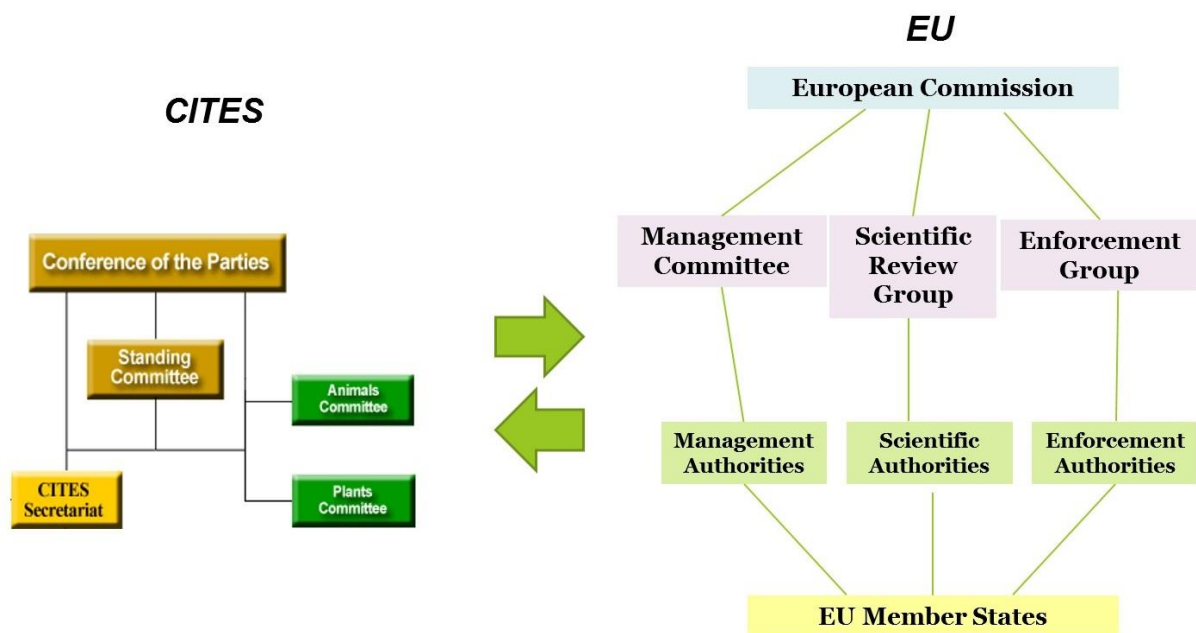 CITES
Conference of the Parties
Standing
Committee
Animals
Committee
CITES
Secretariat
Plants
Committee
EU
European Commission
Management
Committee
Scientific
Review
Group
Enforcement
Group
Management
Authorities
Scientific
Authorities
Enforcement
Authorities
EU Member States